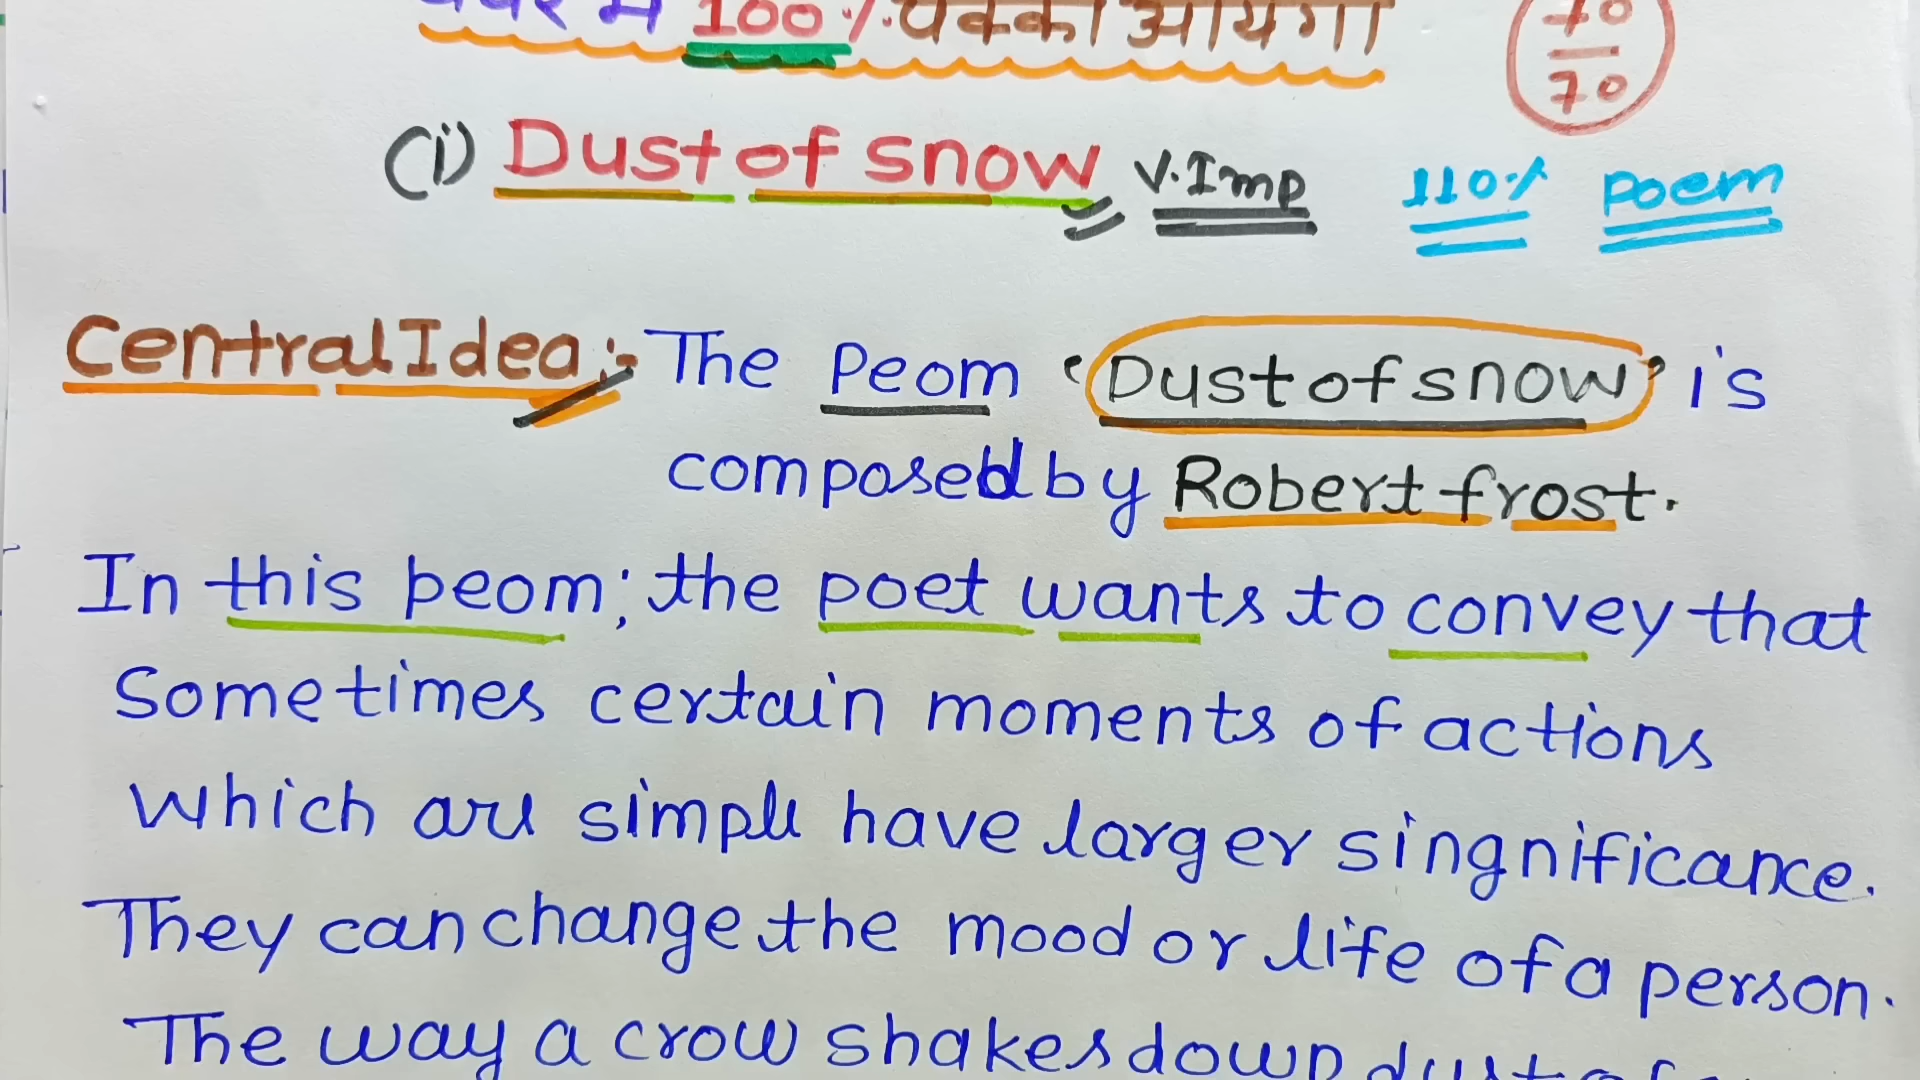 पेपर में 100% पक्का आयेगा
70
70
(i) Dust of snow V.Imp 110% Poem
Central Idea :- The Peom 'Dust of snow' is
composed by Robert frost.
In this peom; the poet wants to convey that
Sometimes certain moments of actions
which are simple have larger singnificance.
They can change the mood or life of a person.
The way a crow shakes down dust of